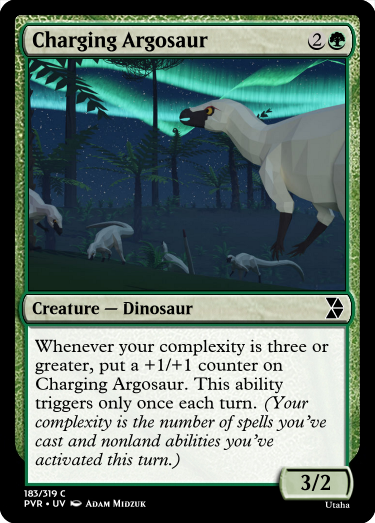 Charging Argosaur 2
Creature — Dinosaur
Whenever your complexity is three or
greater, put a +1/+1 counter on
Charging Argosaur. This ability
triggers only once each turn. (Your
complexity is the number of spells you've
cast and nonland abilities you've
activated this turn.)
3/2
183/319 C
PVR • UV Adam Midzuk
Utaha